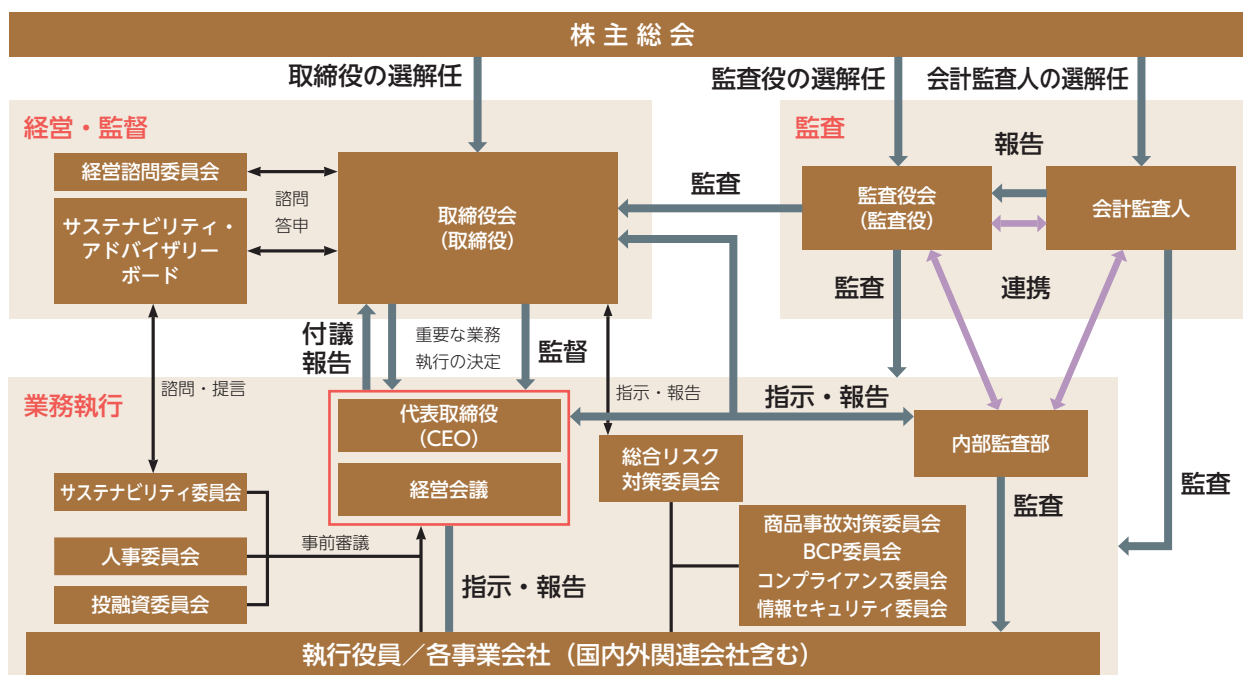 株主総会
取締役の選解任
監査役の選解任
会計監査人の選解任
経営・監督
監査
経営諮問委員会
サステナビリティ・
アドバイザリー
ボード
諮問
答申
取締役会
(取締役)
監査
監査役会
(監査役)
報告
会計監査人
連携
監査
付議
報告
重要な業務
執行の決定
監督
諮問・提言
指示・報告
指示・報告
業務執行
代表取締役
(CEO)
経営会議
総合リスク
対策委員会
内部監査部
監査
監査
サステナビリティ委員会
人事委員会
投融資委員会
事前審議
指示・報告
商品事故対策委員会
BCP委員会
コンプライアンス委員会
情報セキュリティ委員会
執行役員／各事業会社（国内外関連会社含む）